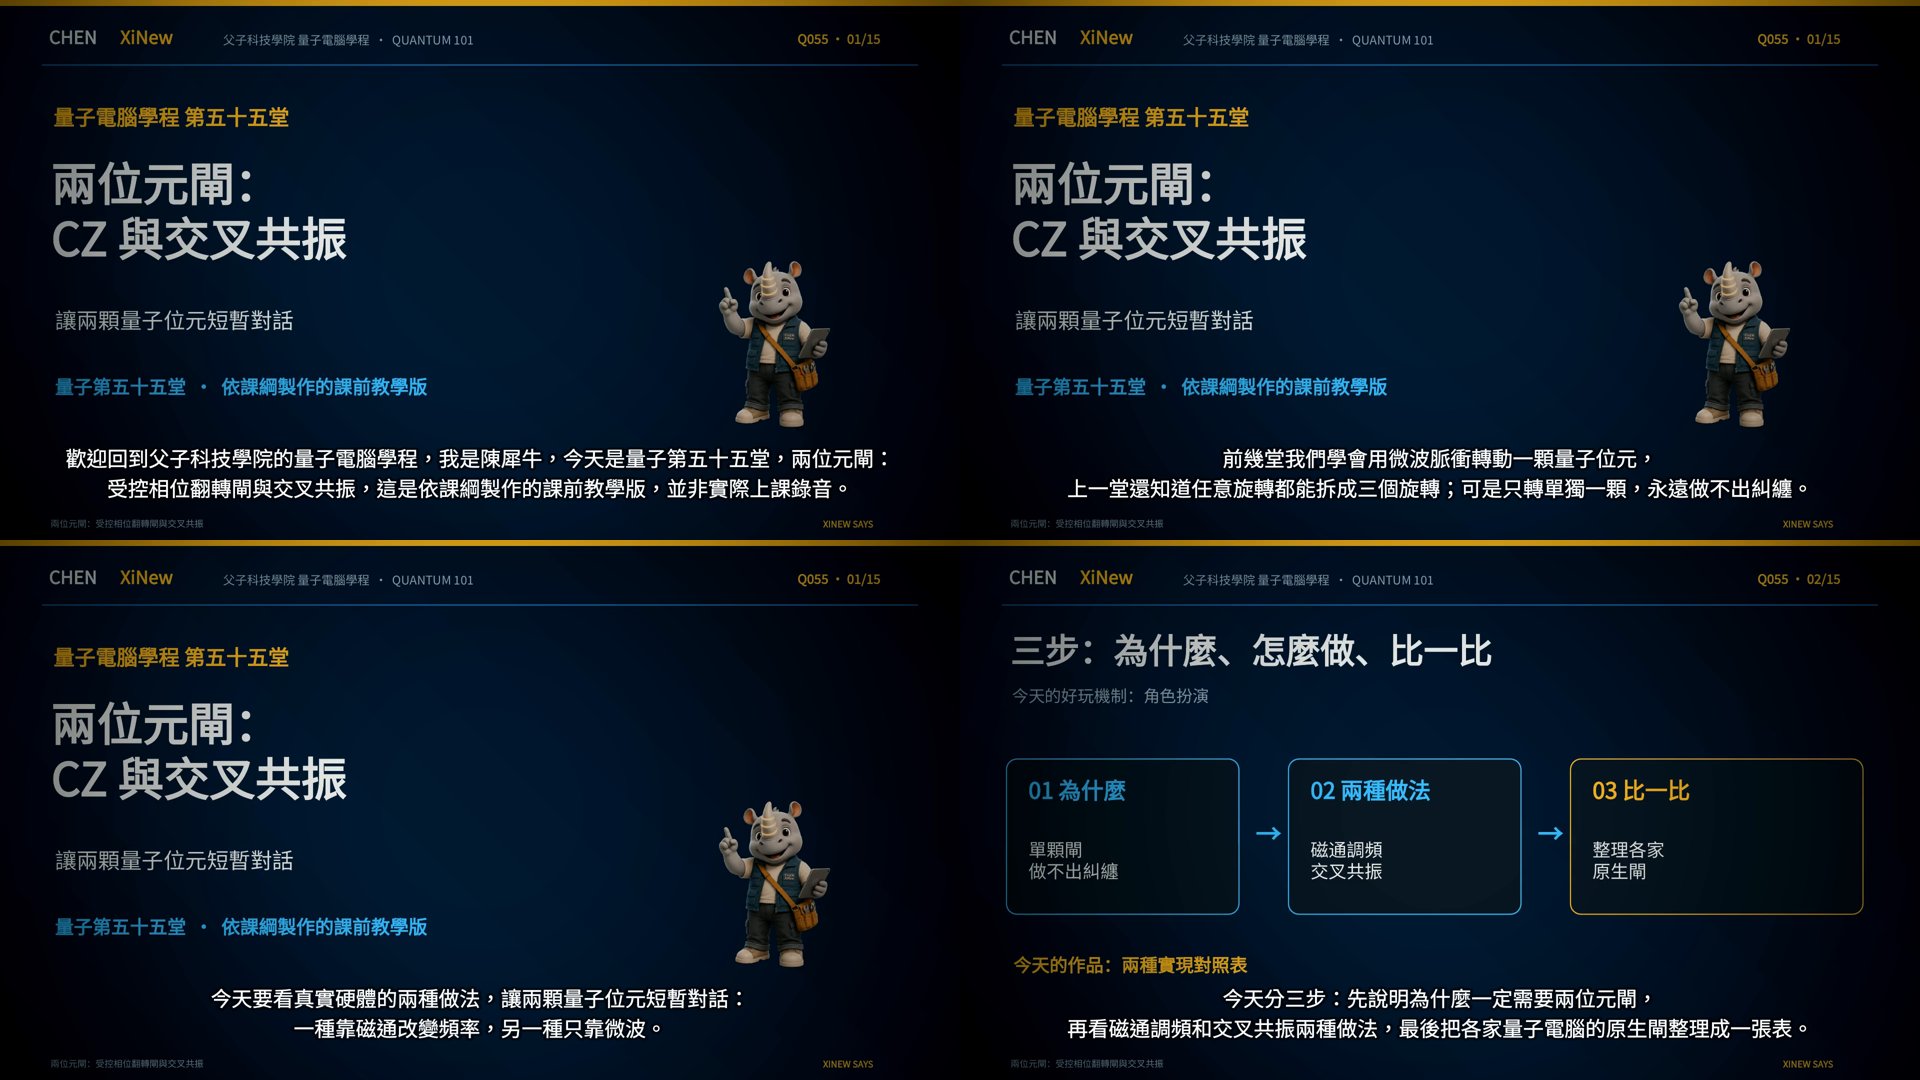 CHEN XiNew 父子科技學院 量子電腦學程 · QUANTUM 101 Q055 · 01/15
量子電腦學程 第五十五堂
兩位元閘：
CZ 與交叉共振
讓兩顆量子位元短暫對話
量子第五十五堂 · 依課綱製作的課前教學版
歡迎回到父子科技學院的量子電腦學程，我是陳犀牛，今天是量子第五十五堂，兩位元閘：
受控相位翻轉閘與交叉共振，這是依課綱製作的課前教學版，並非實際上課錄音。
兩位元閘：受控相位翻轉閘與交叉共振 XINEW SAYS
CHEN XiNew 父子科技學院 量子電腦學程 · QUANTUM 101 Q055 · 01/15
量子電腦學程 第五十五堂
兩位元閘：
CZ 與交叉共振
讓兩顆量子位元短暫對話
量子第五十五堂 · 依課綱製作的課前教學版
前幾堂我們學會用微波脈衝轉動一顆量子位元，
上一堂還知道任意旋轉都能拆成三個旋轉；可是只轉單獨一顆，永遠做不出糾纏。
兩位元閘：受控相位翻轉閘與交叉共振 XINEW SAYS
CHEN XiNew 父子科技學院 量子電腦學程 · QUANTUM 101 Q055 · 01/15
量子電腦學程 第五十五堂
兩位元閘：
CZ 與交叉共振
讓兩顆量子位元短暫對話
量子第五十五堂 · 依課綱製作的課前教學版
今天要看真實硬體的兩種做法，讓兩顆量子位元短暫對話：
一種靠磁通改變頻率，另一種只靠微波。
兩位元閘：受控相位翻轉閘與交叉共振 XINEW SAYS
CHEN XiNew 父子科技學院 量子電腦學程 · QUANTUM 101 Q055 · 02/15
三步：為什麼、怎麼做、比一比
今天的好玩機制：角色扮演
01 為什麼
單顆閘
做不出糾纏
→
02 兩種做法
磁通調頻
交叉共振
→
03 比一比
整理各家
原生閘
今天的作品：兩種實現對照表
今天分三步：先說明為什麼一定需要兩位元閘，
再看磁通調頻和交叉共振兩種做法，最後把各家量子電腦的原生閘整理成一張表。
兩位元閘：受控相位翻轉閘與交叉共振 XINEW SAYS